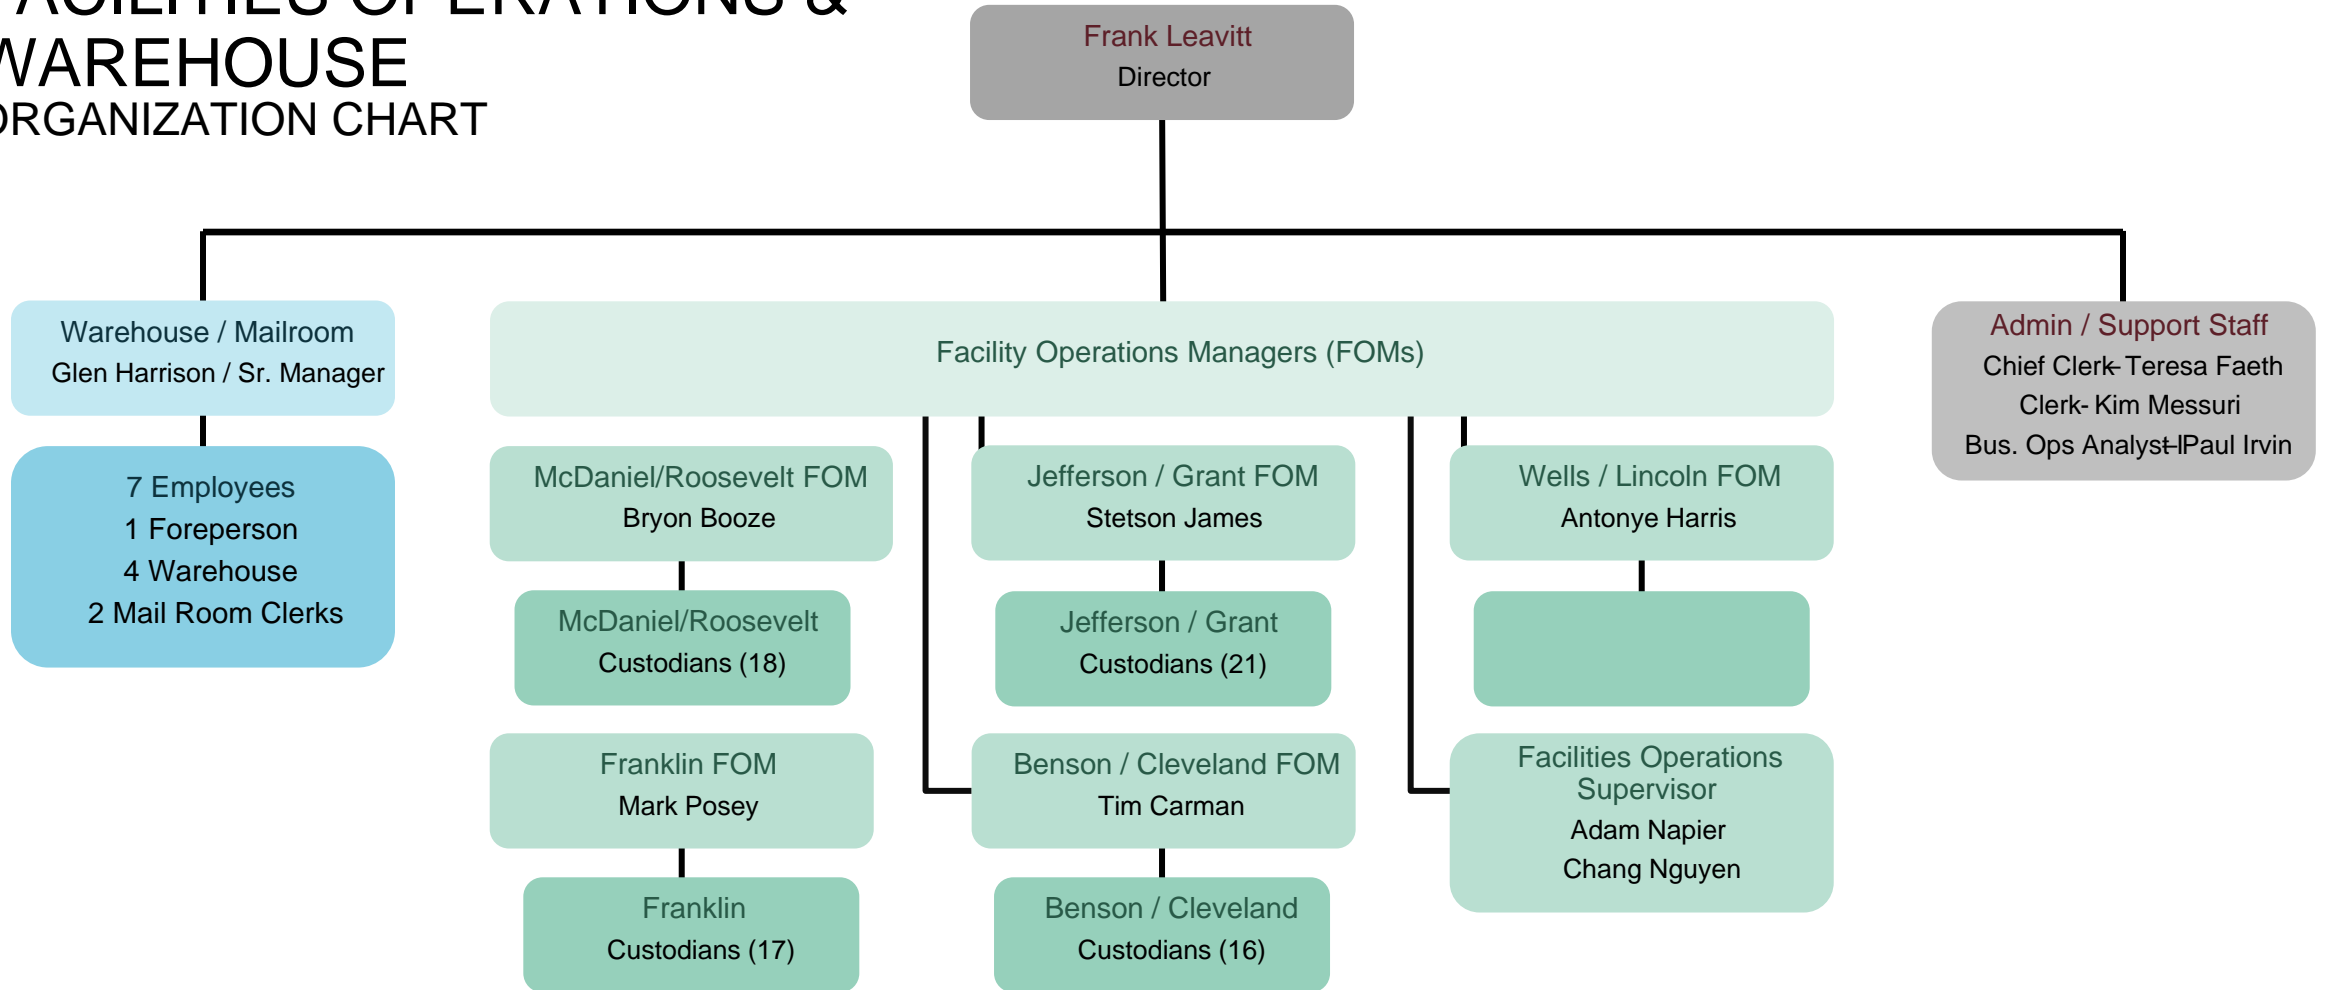 FACILITIES OPERATIONS &
WAREHOUSE
ORGANIZATION CHART
Frank Leavitt
Director
Warehouse / Mailroom
Glen Harrison / Sr. Manager
7 Employees
1 Foreperson
4 Warehouse
2 Mail Room Clerks
Facility Operations Managers (FOMs)
McDaniel/Roosevelt FOM
Bryon Booze
McDaniel/Roosevelt
Custodians (18)
Franklin FOM
Mark Posey
Franklin
Custodians (17)
Jefferson / Grant FOM
Stetson James
Jefferson / Grant
Custodians (21)
Benson / Cleveland FOM
Tim Carman
Benson / Cleveland
Custodians (16)
Wells / Lincoln FOM
Antonye Harris
Facilities Operations
Supervisor
Adam Napier
Chang Nguyen
Admin / Support Staff
Chief Clerk – Teresa Faeth
Clerk- Kim Messuri
Bus. Ops Analyst-I – Paul Irvin